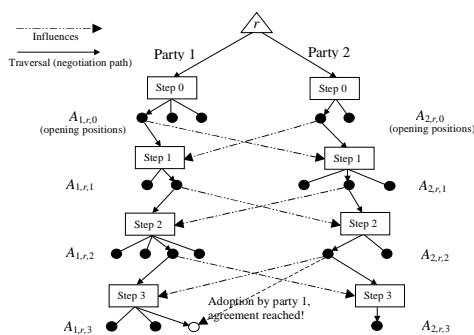 r
Influences
Traversal (negotiation path)
Party 1
Party 2
Step 0
Step 0
A1,r,0
(opening positions)
A2,r,0
(opening positions)
Step 1
Step 1
A1,r,1
A2,r,1
Step 2
Step 2
A1,r,2
A2,r,2
Step 3
Step 3
Adoption by party 1,
agreement reached!
A1,r,3
A2,r,3